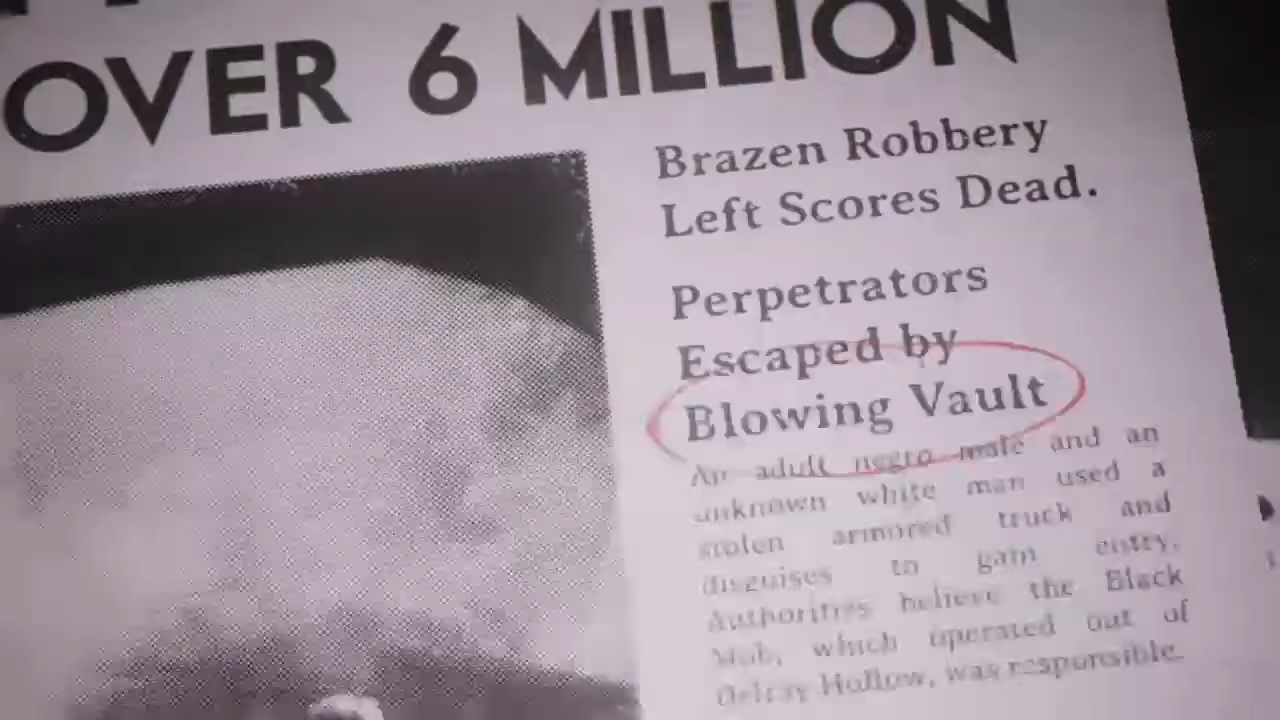 OVER 6 MILLION
Brazen Robbery
Left Scores Dead.
Perpetrators
Escaped by
Blowing Vault
An adult negro male and an
unknown white man used a
stolen armored truck and
disguises to gain entry.
Authorities believe the Black
Mob, which operated out of
Delray Hollow, was responsible.